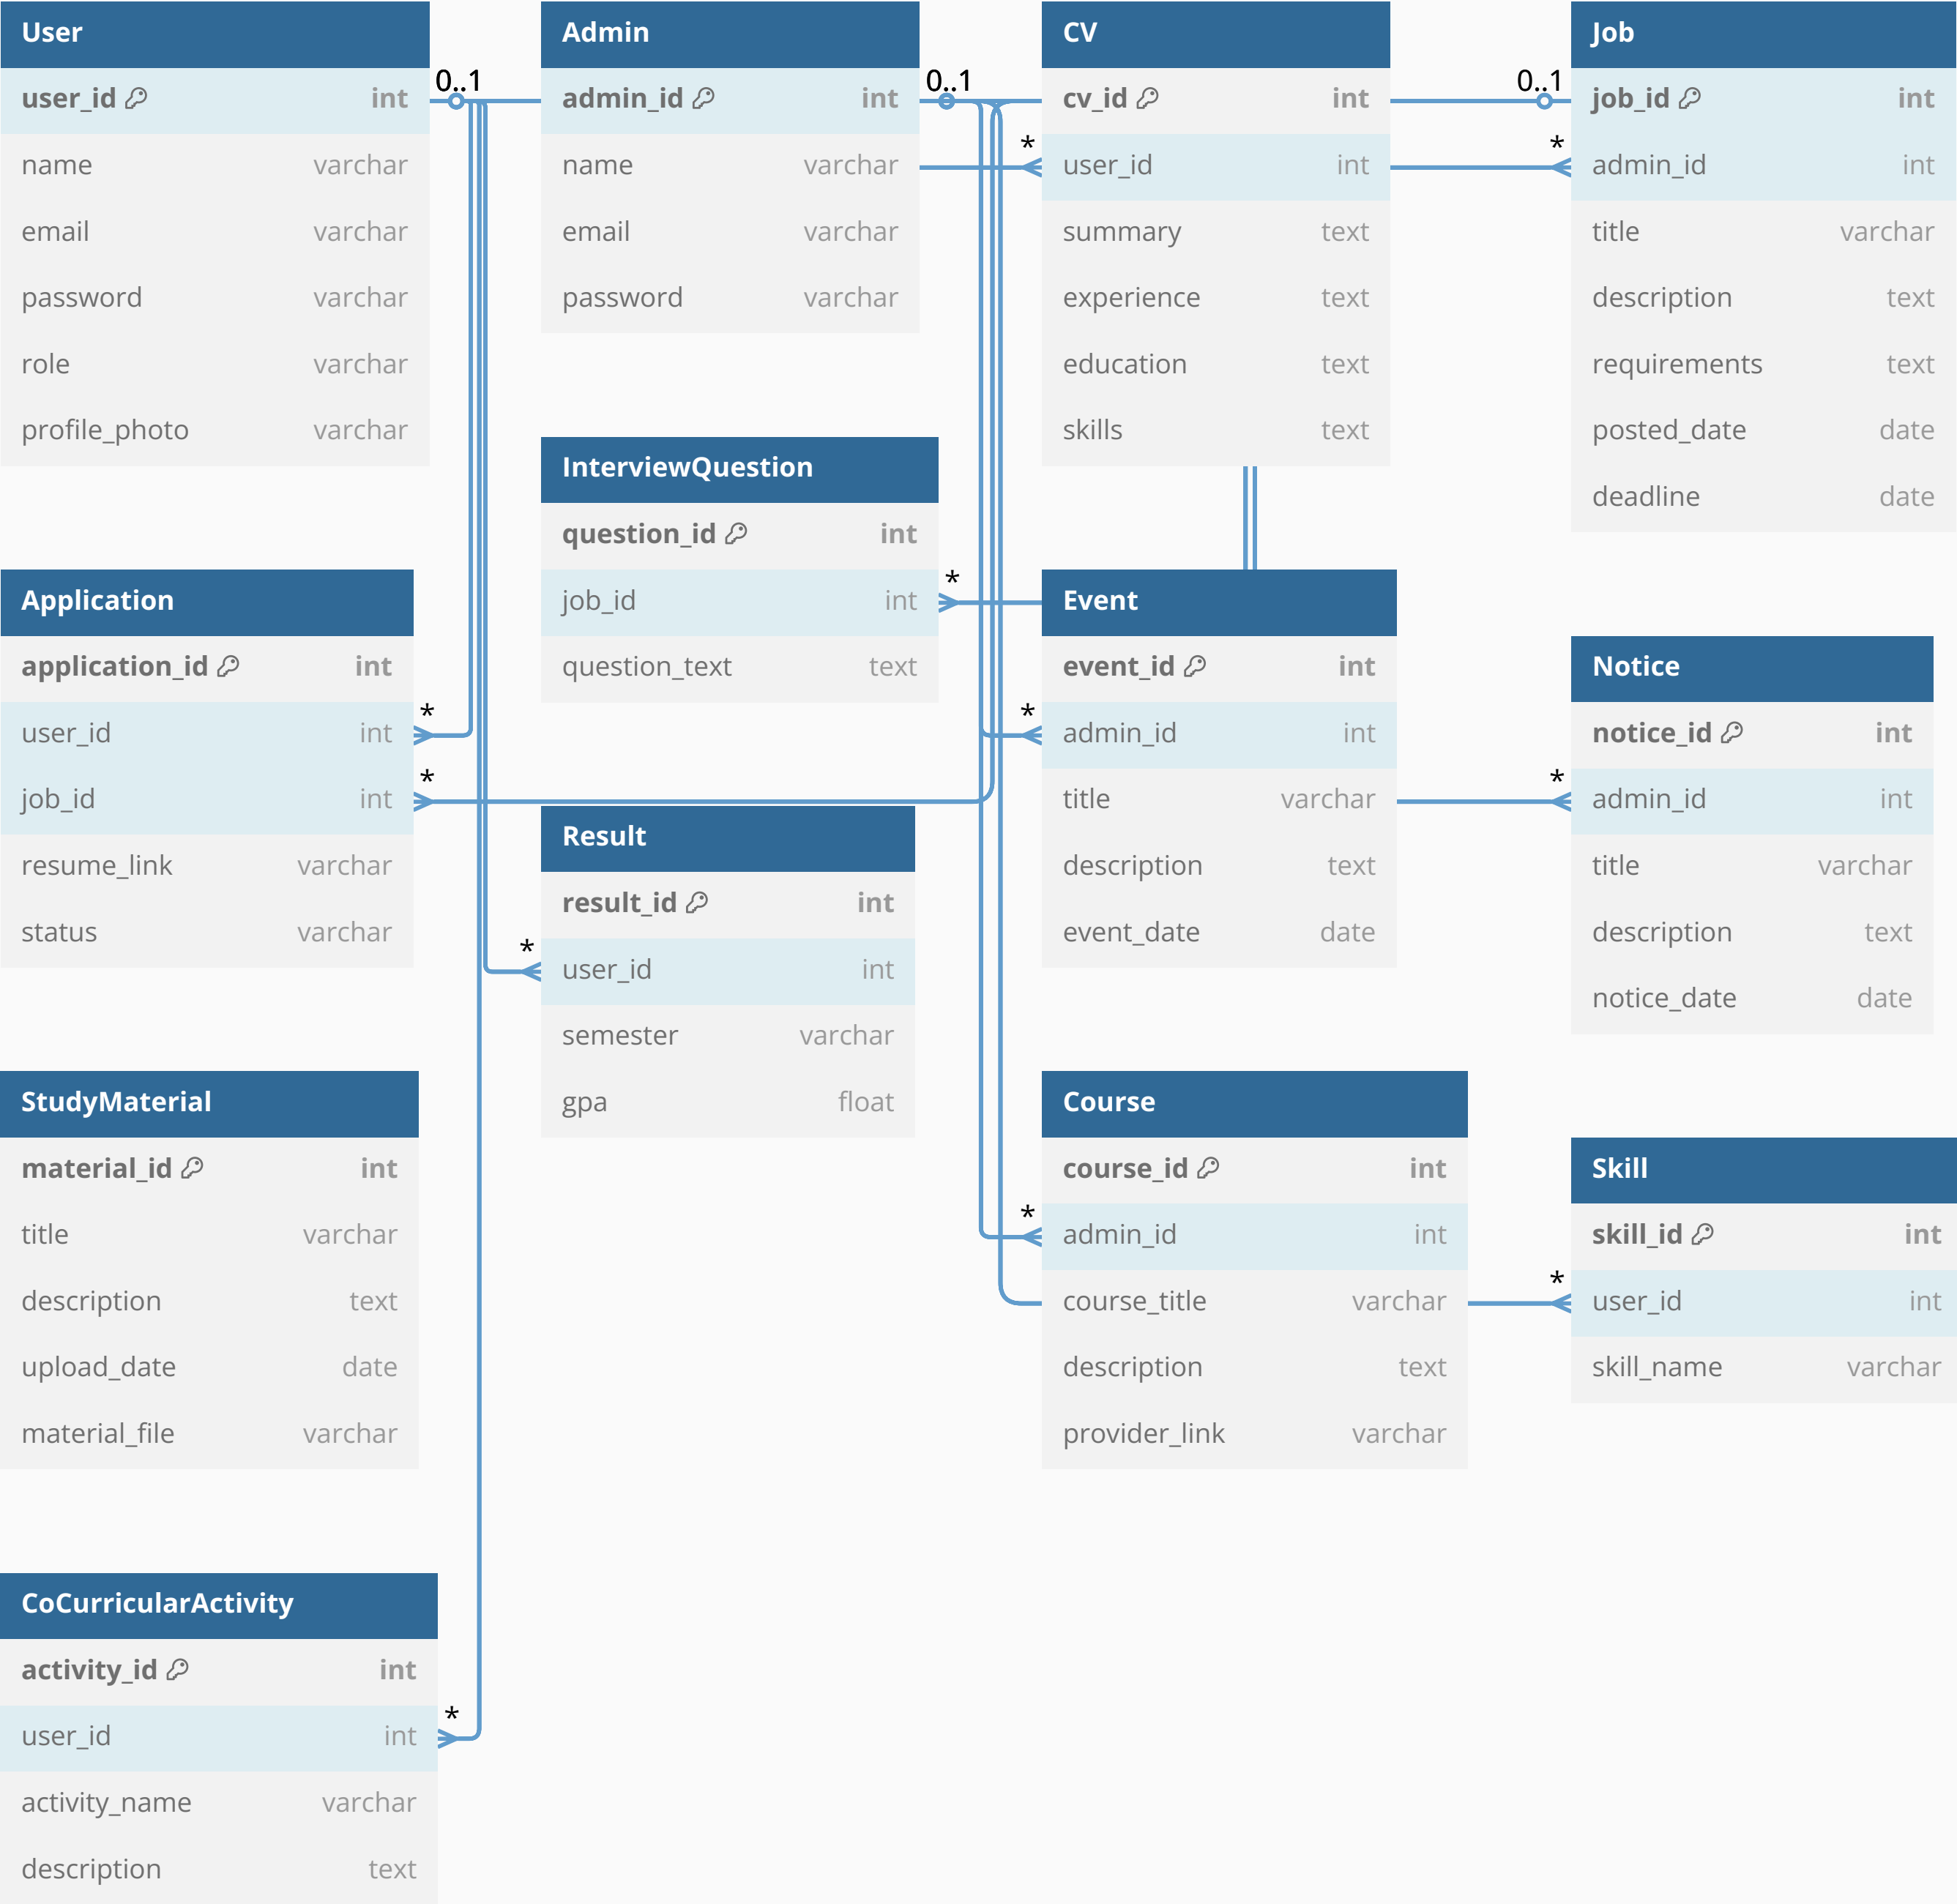 User
user_id int
name varchar
email varchar
password varchar
role varchar
profile_photo varchar
0..1
Admin
admin_id int
name varchar
email varchar
password varchar
0..1
CV
cv_id int
* user_id int
summary text
experience text
education text
skills text
0..1
Job
job_id int
* admin_id int
title varchar
description text
requirements text
posted_date date
deadline date
InterviewQuestion
question_id int
job_id int *
question_text text
Application
application_id int
user_id int *
job_id int *
resume_link varchar
status varchar
Event
event_id int
* admin_id int
title varchar
description text
event_date date
Notice
notice_id int
* admin_id int
title varchar
description text
notice_date date
Result
result_id int
* user_id int
semester varchar
gpa float
StudyMaterial
material_id int
title varchar
description text
upload_date date
material_file varchar
Course
course_id int
* admin_id int
course_title varchar
description text
provider_link varchar
Skill
skill_id int
* user_id int
skill_name varchar
CoCurricularActivity
activity_id int
user_id int *
activity_name varchar
description text